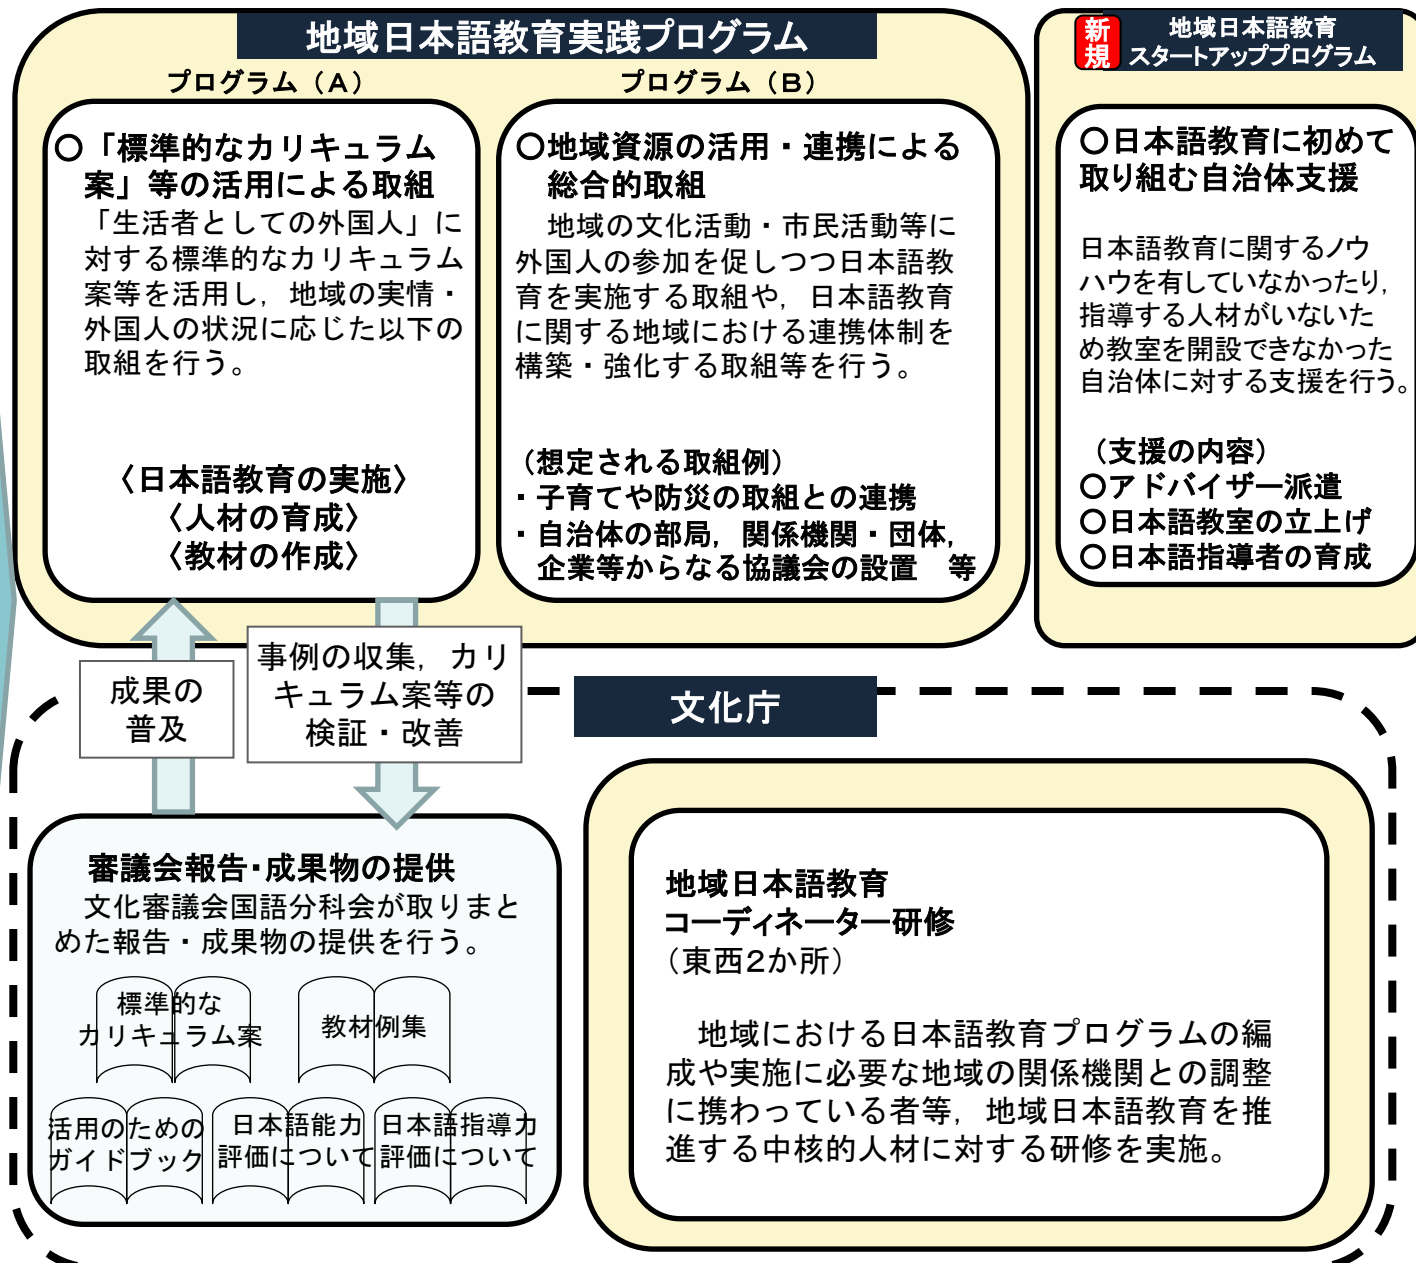 地域日本語教育実践プログラム
プログラム（A）
○「標準的なカリキュラム
案」等の活用による取組
「生活者としての外国人」に
対する標準的なカリキュラム
案等を活用し，地域の実情・
外国人の状況に応じた以下の
取組を行う。
〈日本語教育の実施〉
〈人材の育成〉
〈教材の作成〉
プログラム（B）
○地域資源の活用・連携による
総合的取組
地域の文化活動・市民活動等に
外国人の参加を促しつつ日本語教
育を実施する取組や，日本語教育
に関する地域における連携体制を
構築・強化する取組等を行う。
（想定される取組例）
・子育てや防災の取組との連携
・自治体の部局，関係機関・団体，
企業等からなる協議会の設置　等
新
規
地域日本語教育
スタートアッププログラム
○日本語教育に初めて
取り組む自治体支援
日本語教育に関するノウ
ハウを有していなかったり，
指導する人材がいないた
め教室を開設できなかった
自治体に対する支援を行う。
（支援の内容）
○アドバイザー派遣
○日本語教室の立上げ
○日本語指導者の育成
成果の
普及
事例の収集，カリ
キュラム案等の
検証・改善
文化庁
審議会報告・成果物の提供
文化審議会国語分科会が取りまと
めた報告・成果物の提供を行う。
標準的な
カリキュラム案
教材例集
活用のための
ガイドブック
日本語能力
評価について
日本語指導力
評価について
地域日本語教育
コーディネーター研修
（東西2か所）
地域における日本語教育プログラムの編
成や実施に必要な地域の関係機関との調整
に携わっている者等，地域日本語教育を推
進する中核的人材に対する研修を実施。